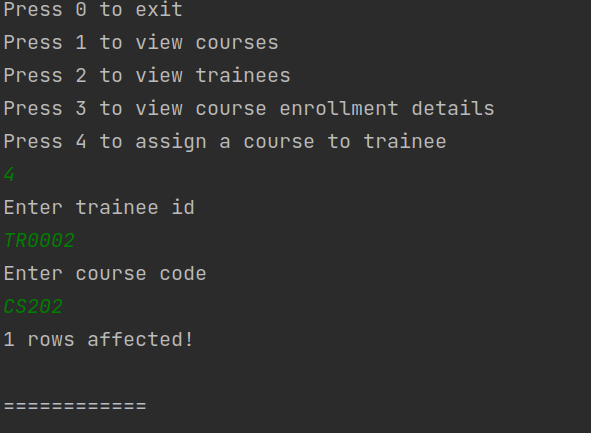 Press 0 to exit
Press 1 to view courses
Press 2 to view trainees
Press 3 to view course enrollment details
Press 4 to assign a course to trainee
4
Enter trainee id
TR0002
Enter course code
CS202
1 rows affected!
============